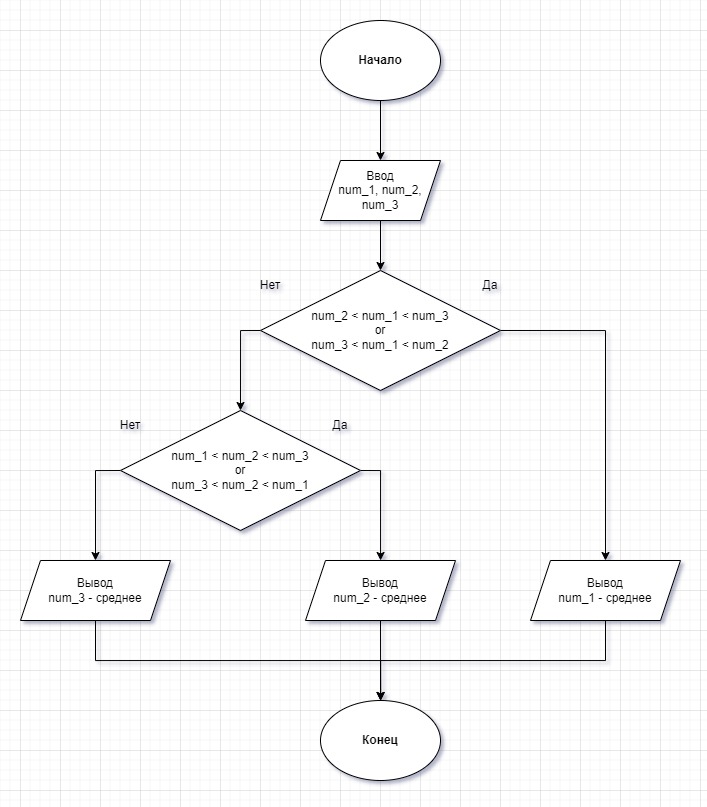 Начало
Ввод
num_1, num_2,
num_3
Нет
Да
num_2 < num_1 < num_3
or
num_3 < num_1 < num_2
Нет
Да
num_1 < num_2 < num_3
or
num_3 < num_2 < num_1
Вывод
num_3 - среднее
Вывод
num_2 - среднее
Вывод
num_1 - среднее
Конец